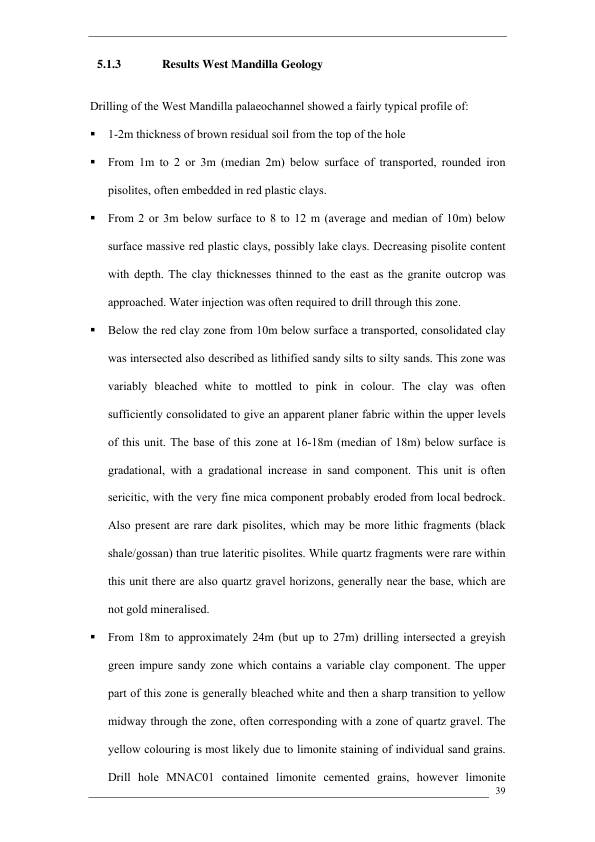 5.1.3 Results West Mandilla Geology
Drilling of the West Mandilla palaeochannel showed a fairly typical profile of:
▪ 1-2m thickness of brown residual soil from the top of the hole
▪ From 1m to 2 or 3m (median 2m) below surface of transported, rounded iron
pisolites, often embedded in red plastic clays.
▪ From 2 or 3m below surface to 8 to 12 m (average and median of 10m) below
surface massive red plastic clays, possibly lake clays. Decreasing pisolite content
with depth. The clay thicknesses thinned to the east as the granite outcrop was
approached. Water injection was often required to drill through this zone.
▪ Below the red clay zone from 10m below surface a transported, consolidated clay
was intersected also described as lithified sandy silts to silty sands. This zone was
variably bleached white to mottled to pink in colour. The clay was often
sufficiently consolidated to give an apparent planer fabric within the upper levels
of this unit. The base of this zone at 16-18m (median of 18m) below surface is
gradational, with a gradational increase in sand component. This unit is often
sericitic, with the very fine mica component probably eroded from local bedrock.
Also present are rare dark pisolites, which may be more lithic fragments (black
shale/gossan) than true lateritic pisolites. While quartz fragments were rare within
this unit there are also quartz gravel horizons, generally near the base, which are
not gold mineralised.
▪ From 18m to approximately 24m (but up to 27m) drilling intersected a greyish
green impure sandy zone which contains a variable clay component. The upper
part of this zone is generally bleached white and then a sharp transition to yellow
midway through the zone, often corresponding with a zone of quartz gravel. The
yellow colouring is most likely due to limonite staining of individual sand grains.
Drill hole MNAC01 contained limonite cemented grains, however limonite
39